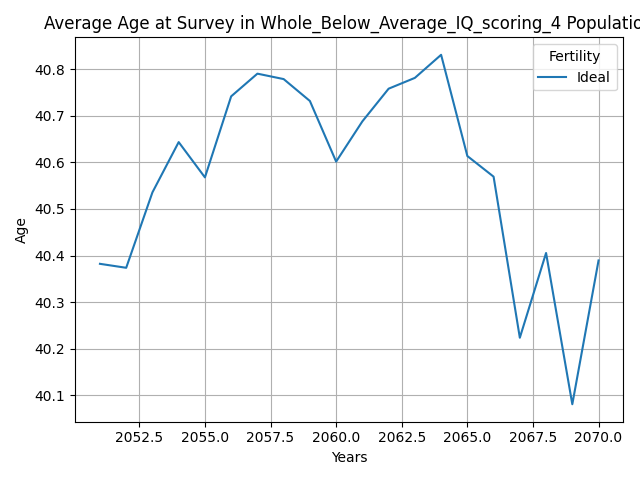 Average Age at Survey in Whole_Below_Average_IQ_scoring_4 Populatio
Fertility
Ideal
40.8
40.7
40.6
40.5
40.4
40.3
40.2
40.1
Age
2052.5 2055.0 2057.5 2060.0 2062.5 2065.0 2067.5 2070.0
Years